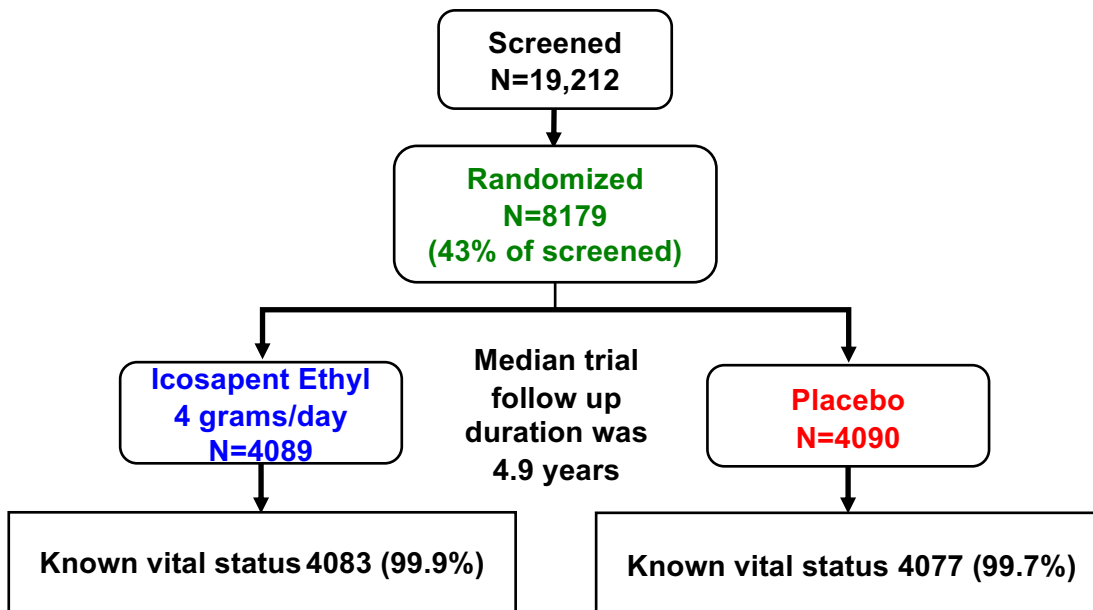 Screened
N=19,212
Randomized
N=8179
(43% of screened)
Icosapent Ethyl
4 grams/day
N=4089
Median trial
follow up
duration was
4.9 years
Placebo
N=4090
Known vital status 4083 (99.9%)
Known vital status 4077 (99.7%)